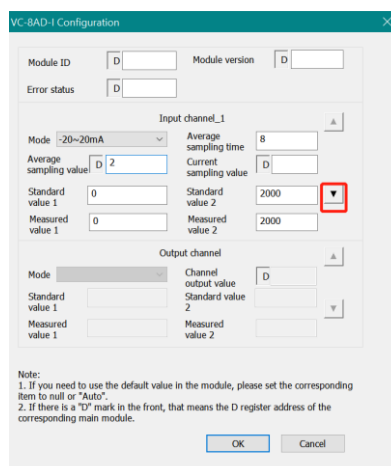 VC-8AD-I Configuration
Module ID D Module version D
Error status D
Input channel_1
Mode -20~20mA Average sampling time 8
Average sampling value D 2 Current sampling value D
Standard value 1 0 Standard value 2 2000
Measured value 1 0 Measured value 2 2000
Output channel
Mode Channel output value D
Standard value 1 Standard value 2
Measured value 1 Measured value 2
Note:
1. If you need to use the default value in the module, please set the corresponding
item to null or "Auto".
2. If there is a "D" mark in the front, that means the D register address of the
corresponding main module.
OK Cancel